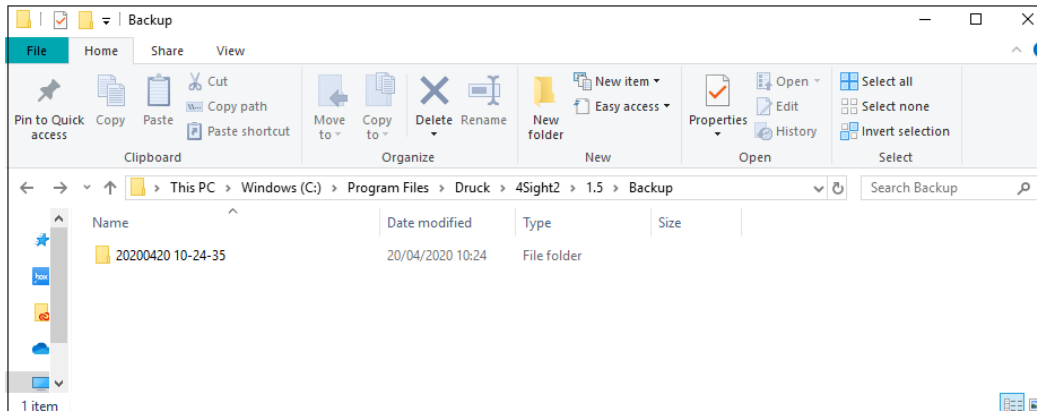 Backup
File Home Share View
Pin to Quick access
Copy
Paste
Cut
Copy path
Paste shortcut
Clipboard
Move to
Copy to
Delete
Rename
Organize
New folder
New item
Easy access
New
Properties
Open
Edit
History
Open
Select all
Select none
Invert selection
Select
This PC > Windows (C:) > Program Files > Druck > 4Sight2 > 1.5 > Backup
Search Backup
Name Date modified Type Size
20200420 10-24-35 20/04/2020 10:24 File folder
1 item